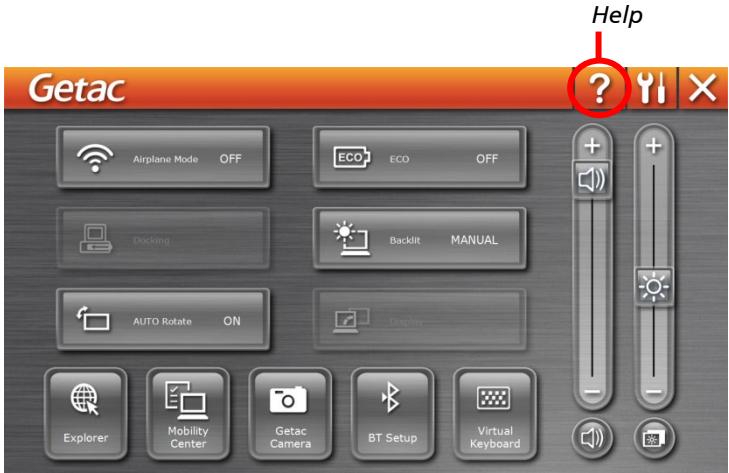 Help
Getac
?
Airplane Mode OFF
ECO ECO OFF
Docking
Backlit MANUAL
AUTO Rotate ON
Display
Explorer
Mobility
Center
Getac
Camera
BT Setup
Virtual
Keyboard